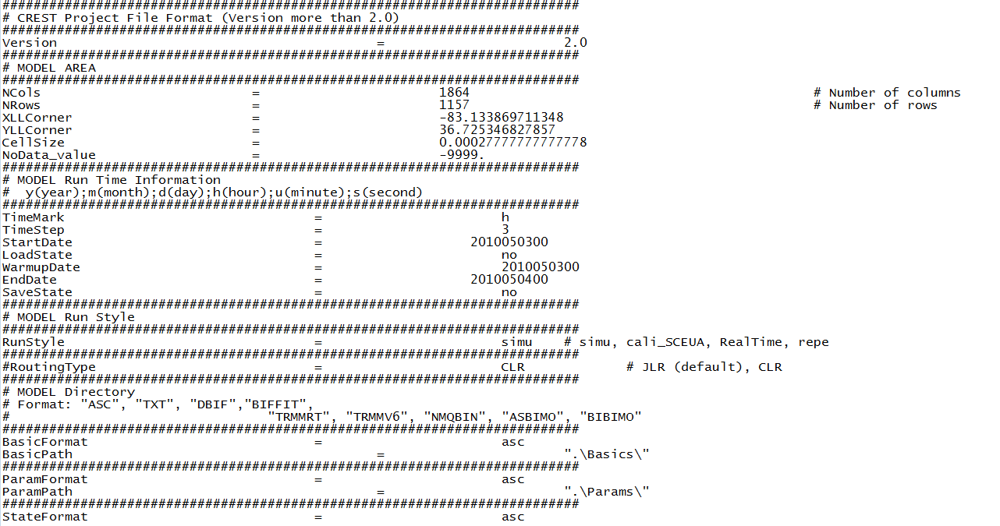 ##########################################################################
# CREST Project File Format (Version more than 2.0)
##########################################################################
Version = 2.0
##########################################################################
# MODEL AREA
##########################################################################
NCols = 1864 # Number of columns
NRows = 1157 # Number of rows
XLLCorner = -83.133869711348
YLLCorner = 36.725346827857
CellSize = 0.00027777777777778
NoData_value = -9999.
##########################################################################
# MODEL Run Time Information
#  y(year);m(month);d(day);h(hour);u(minute);s(second)
##########################################################################
TimeMark = h
TimeStep = 3
StartDate = 2010050300
LoadState = no
WarmupDate = 2010050300
EndDate = 2010050400
SaveState = no
##########################################################################
# MODEL Run Style
##########################################################################
RunStyle = simu # simu, cali_SCEUA, RealTime, repe
##########################################################################
#RoutingType = CLR # JLR (default), CLR
##########################################################################
# MODEL Directory
# Format: "ASC", "TXT", "DBIF","BIFFIT",
# "TRMMRT", "TRMMV6", "NMQBIN", "ASBIMO", "BIBIMO"
##########################################################################
BasicFormat = asc
BasicPath = ".\Basics\"
##########################################################################
ParamFormat = asc
ParamPath = ".\Params\"
##########################################################################
StateFormat = asc